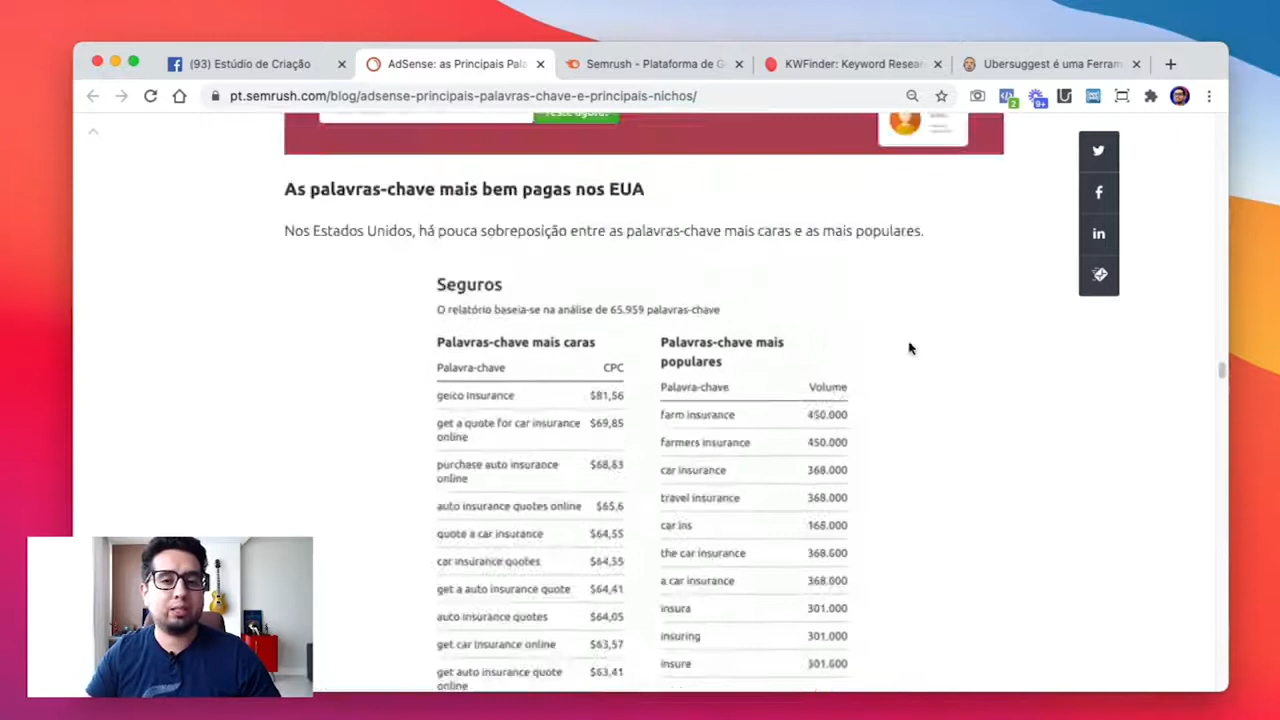 (93) Estúdio de Criação
AdSense: as Principais Pala
Semrush - Plataforma de G
KWFinder: Keyword Resear
Ubersuggest é uma Ferram
pt.semrush.com/blog/adsense-principais-palavras-chave-e-principais-nichos/
2
9+
As palavras-chave mais bem pagas nos EUA
Nos Estados Unidos, há pouca sobreposição entre as palavras-chave mais caras e as mais populares.
Seguros
O relatório baseia-se na análise de 65.959 palavras-chave
Palavras-chave mais caras
Palavra-chave CPC
geico insurance $81,56
get a quote for car insurance $69,85
online
purchase auto insurance $68,83
online
auto insurance quotes online $65,6
quote a car insurance $64,55
car insurance quotes $64,55
get a auto insurance quote $64,41
auto insurance quotes $64,05
get car insurance online $63,57
get auto insurance quote $63,41
online
Palavras-chave mais
populares
Palavra-chave Volume
farm insurance 450.000
farmers insurance 450.000
car insurance 368.000
travel insurance 368.000
car ins
the car insurance
a car insurance 368.000
insura 301.000
insuring 301.000
insure